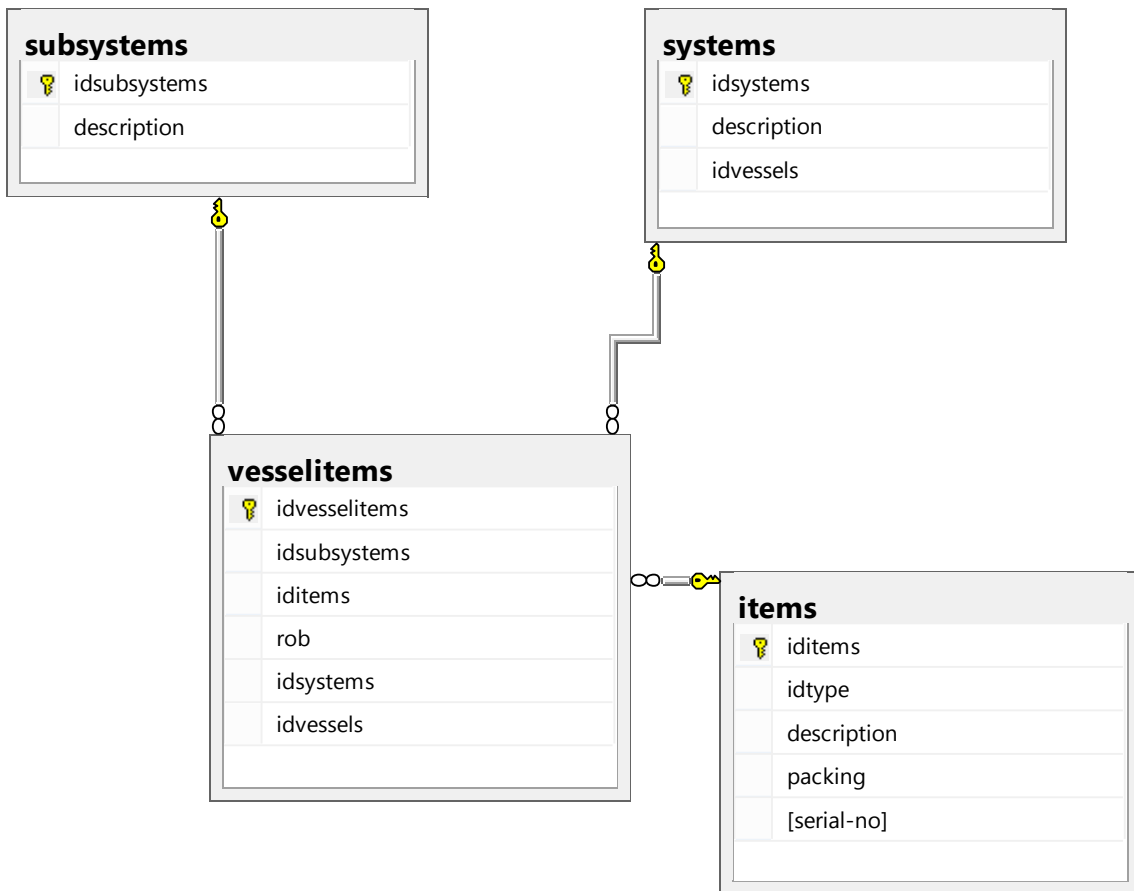 subsystems
idsubsystems
description
systems
idsystems
description
idvessels
vesselitems
idvesselitems
idsubsystems
iditems
rob
idsystems
idvessels
items
iditems
idtype
description
packing
[serial-no]